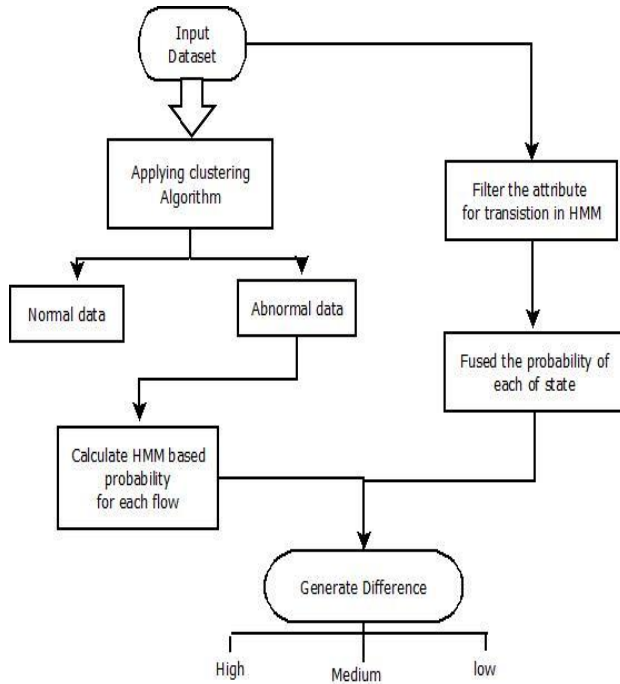 Input
Dataset
Applying clustering
Algorithm
Filter the attribute
for transistion in HMM
Normal data
Abnormal data
Fused the probability of
each of state
Calculate HMM based
probability
for each flow
Generate Difference
High
Medium
low